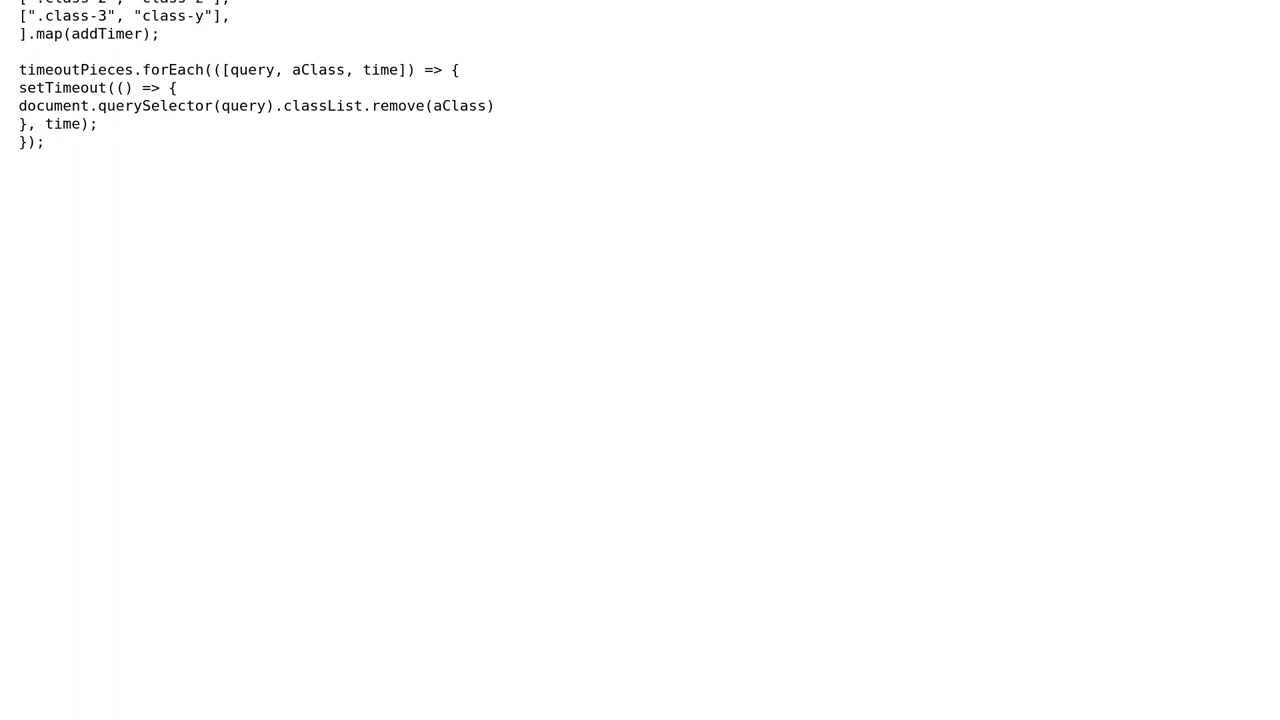 [".class-3", "class-y"],
].map(addTimer);

timeoutPieces.forEach(([query, aClass, time]) => {
setTimeout(() => {
document.querySelector(query).classList.remove(aClass)
}, time);
});